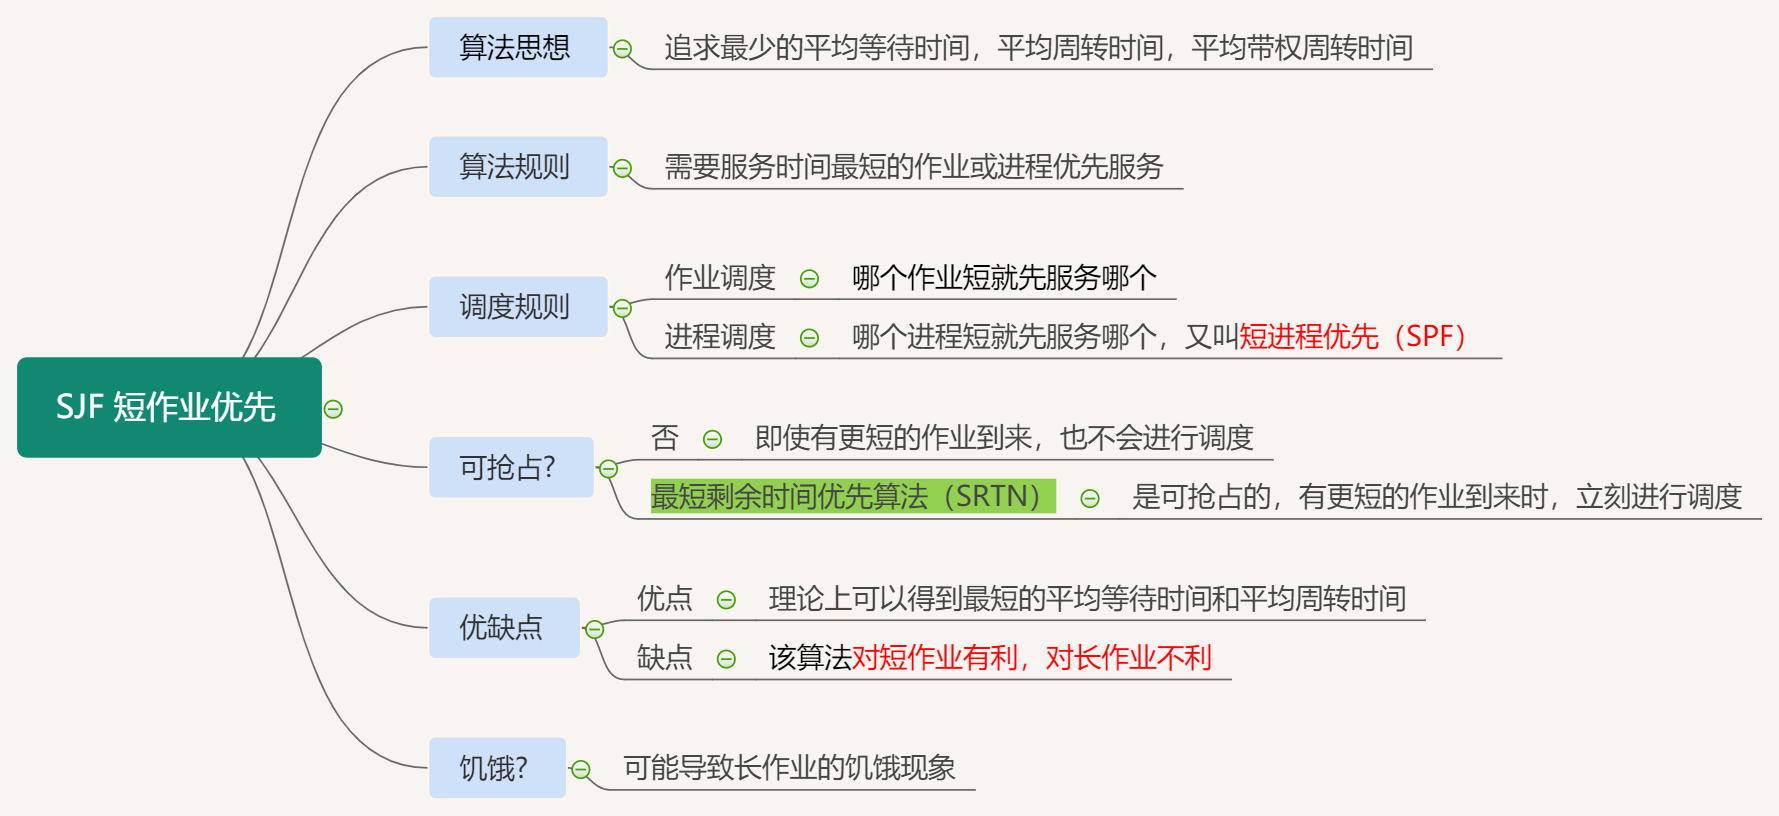 算法思想
追求最少的平均等待时间，平均周转时间，平均带权周转时间
算法规则
需要服务时间最短的作业或进程优先服务
调度规则
作业调度
哪个作业短就先服务哪个
进程调度
哪个进程短就先服务哪个，又叫短进程优先（SPF）
SJF 短作业优先
可抢占?
否
即使有更短的作业到来，也不会进行调度
最短剩余时间优先算法（SRTN）
是可抢占的，有更短的作业到来时，立刻进行调度
优缺点
优点
理论上可以得到最短的平均等待时间和平均周转时间
缺点
该算法对短作业有利，对长作业不利
饥饿?
可能导致长作业的饥饿现象